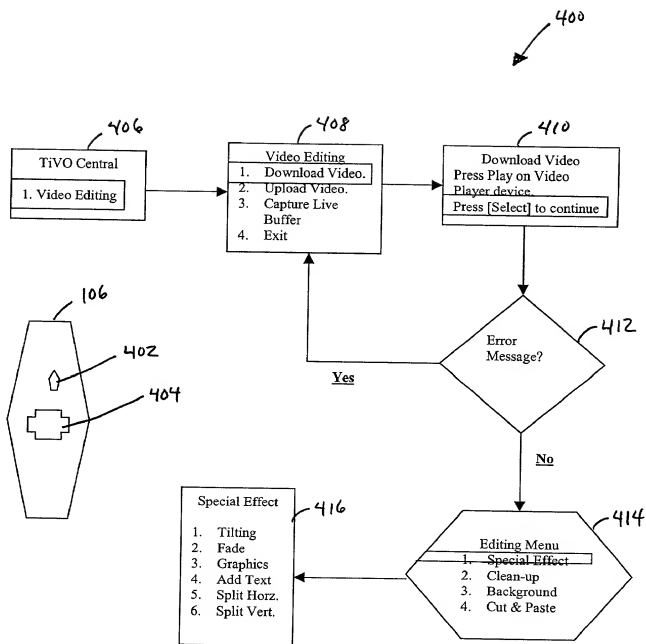 400
406
408
410
TiVO Central
1. Video Editing
Video Editing
1. Download Video.
2. Upload Video.
3. Capture Live
Buffer
4. Exit
Download Video
Press Play on Video
Player device.
Press [Select] to continue
106
402
404
Error
Message?
412
Yes
No
Special Effect
1. Tilting
2. Fade
3. Graphics
4. Add Text
5. Split Horz.
6. Split Vert.
416
414
Editing Menu
1. Special Effect
2. Clean-up
3. Background
4. Cut & Paste